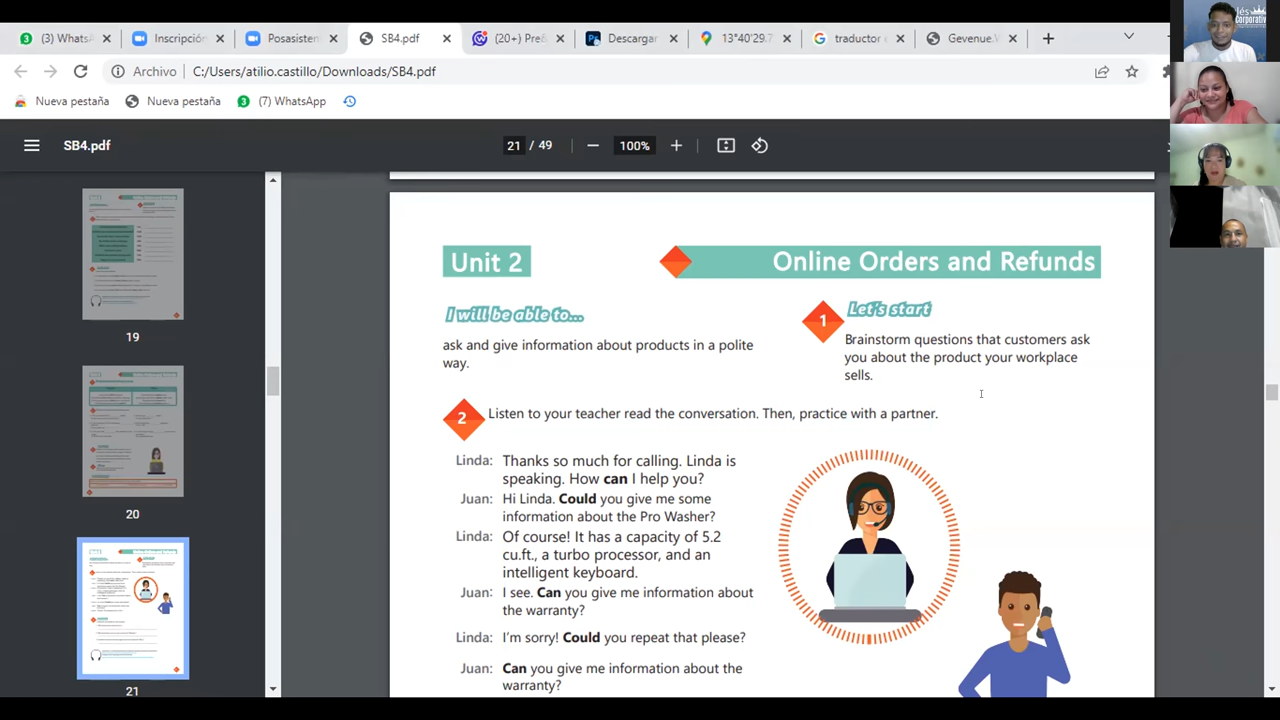 (3) Whats
Inscripción
Posasisten
SB4.pdf
Descargar
13°40'29.7
traductor
Gevenue.
Archivo
C:/Users/atilio.castillo/Downloads/SB4.pdf
Nueva pestaña
Nueva pestaña
(7) WhatsApp
SB4.pdf
21 / 49
100%
19
20
21
Unit 2
Online Orders and Refunds
I will be able to...
ask and give information about products in a polite
way.
1
Let's start
Brainstorm questions that customers ask
you about the product your workplace
sells.
2
Listen to your teacher read the conversation. Then, practice with a partner.
Linda: Thanks so much for calling. Linda is
speaking. How can I help you?
Juan: Hi Linda. Could you give me some
information about the Pro Washer?
Linda: Of course! It has a capacity of 5.2
cu.ft, a turbo processor, and an
intelligent keyboard.
Juan: I see. Can you give me information about
the warranty?
Linda: I'm sorry! Could you repeat that please?
Juan: Can you give me information about the
warranty?